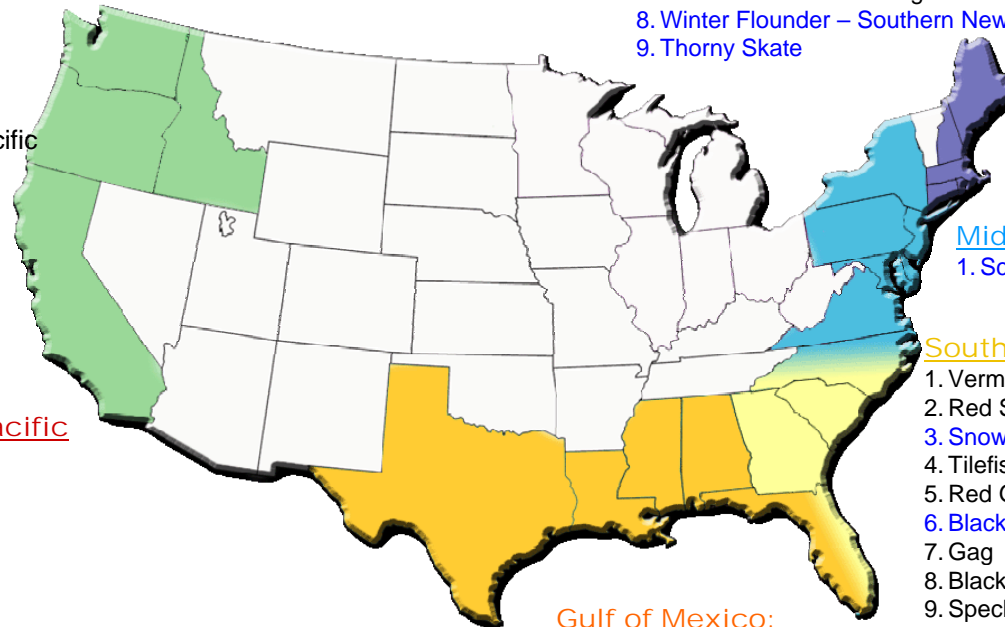 8. Winter Flounder – Southern New
9. Thorny Skate
cific
Mid
1. Sc
South
1. Verm
2. Red S
3. Snow
4. Tilefis
5. Red
6. Black
7. Gag
8. Black
9. Speck
acific
Gulf of Mexico: